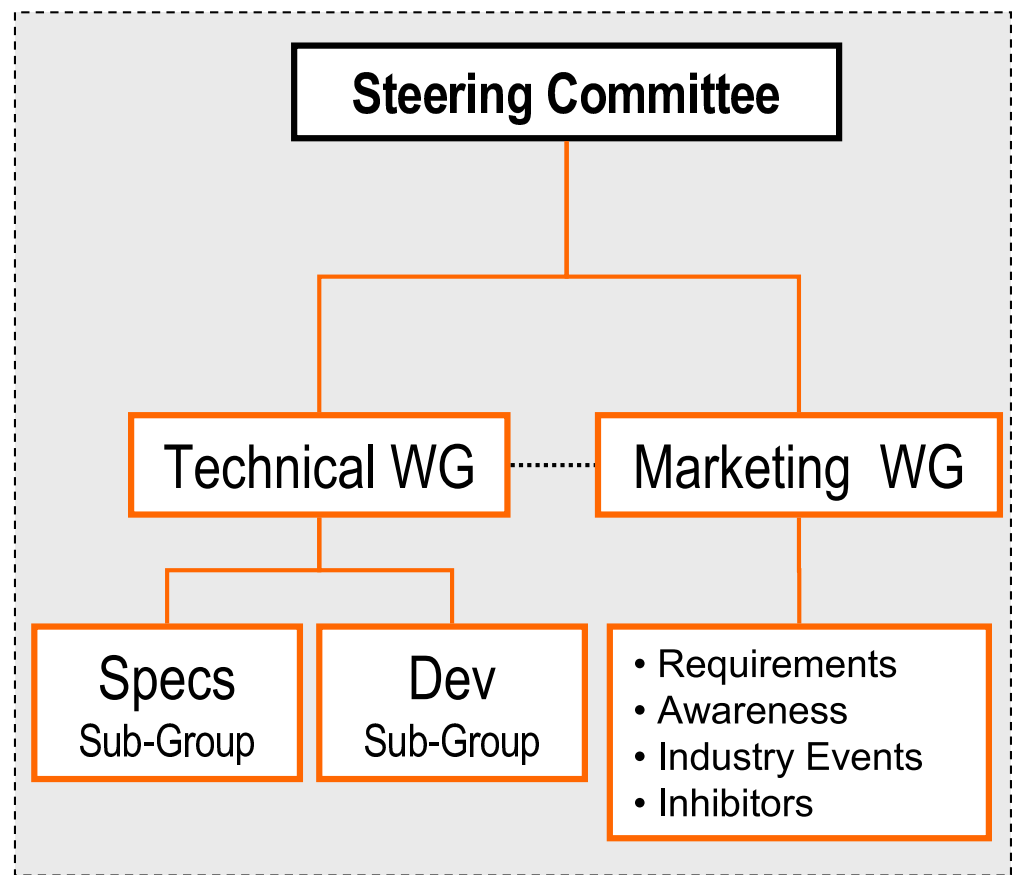 Steering Committee
Technical WG
Marketing  WG
Specs
Sub-Group
Dev
Sub-Group
• Requirements
• Awareness
• Industry Events
• Inhibitors